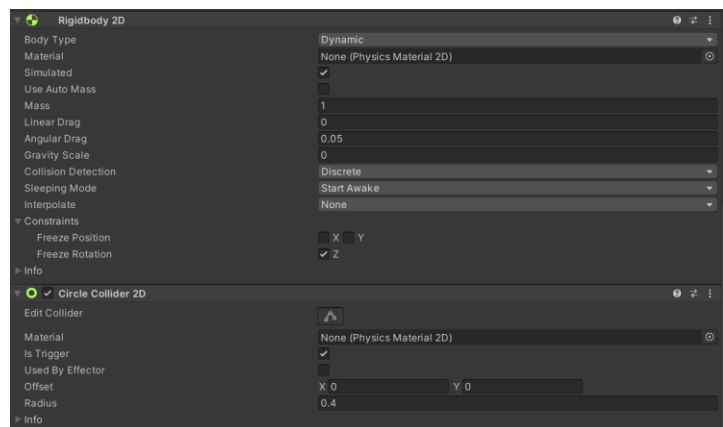 Rigidbody 2D
Body Type Dynamic
Material None (Physics Material 2D)
Simulated
Use Auto Mass
Mass 1
Linear Drag 0
Angular Drag 0.05
Gravity Scale 0
Collision Detection Discrete
Sleeping Mode Start Awake
Interpolate None
Constraints
Freeze Position X Y
Freeze Rotation Z
Info
Circle Collider 2D
Edit Collider
Material None (Physics Material 2D)
Is Trigger
Used By Effector
Offset X 0 Y 0
Radius 0.4
Info